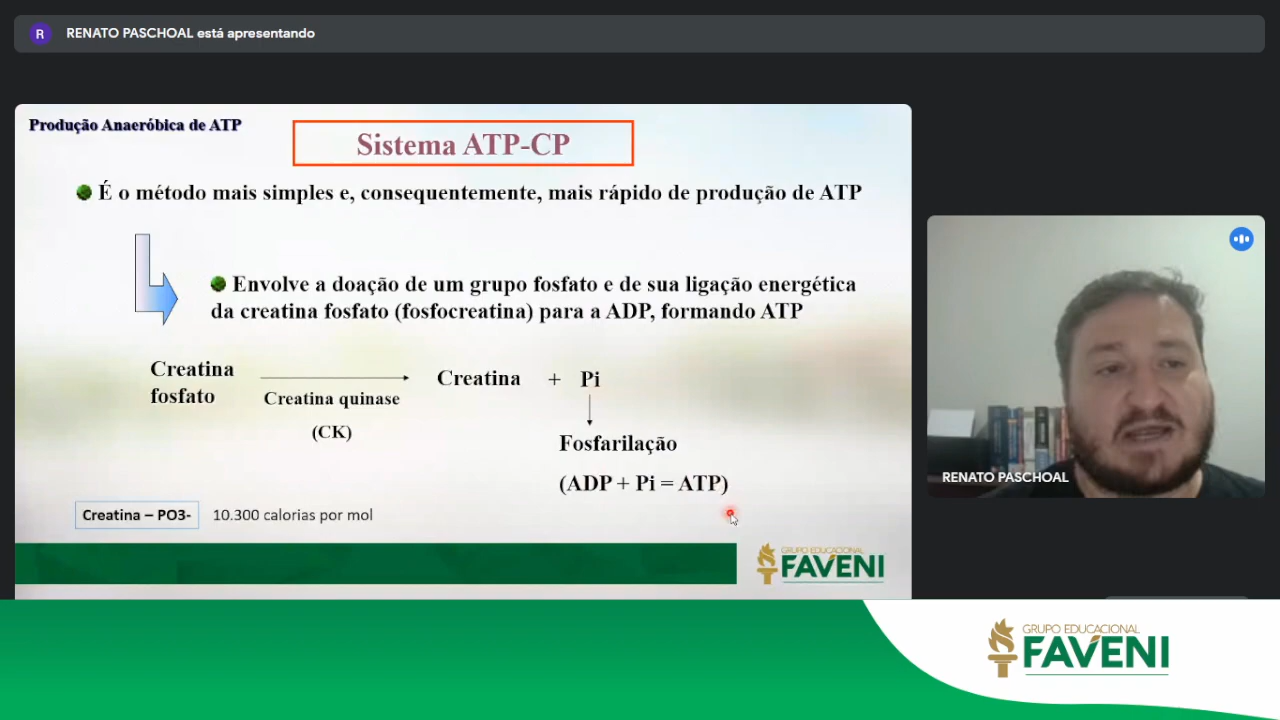 R RENATO PASCHOAL está apresentando
Produção Anaeróbica de ATP
Sistema ATP-CP
É o método mais simples e, consequentemente, mais rápido de produção de ATP
Envolve a doação de um grupo fosfato e de sua ligação energética
da creatina fosfato (fosfocreatina) para a ADP, formando ATP
Creatina
fosfato
Creatina quinase
(CK)
Creatina + Pi
Fosfarilação
(ADP + Pi = ATP)
Creatina – PO3-
10.300 calorias por mol
GRUPO EDUCACIONAL
FAVENI
RENATO PASCHOAL
GRUPO EDUCACIONAL
FAVENI